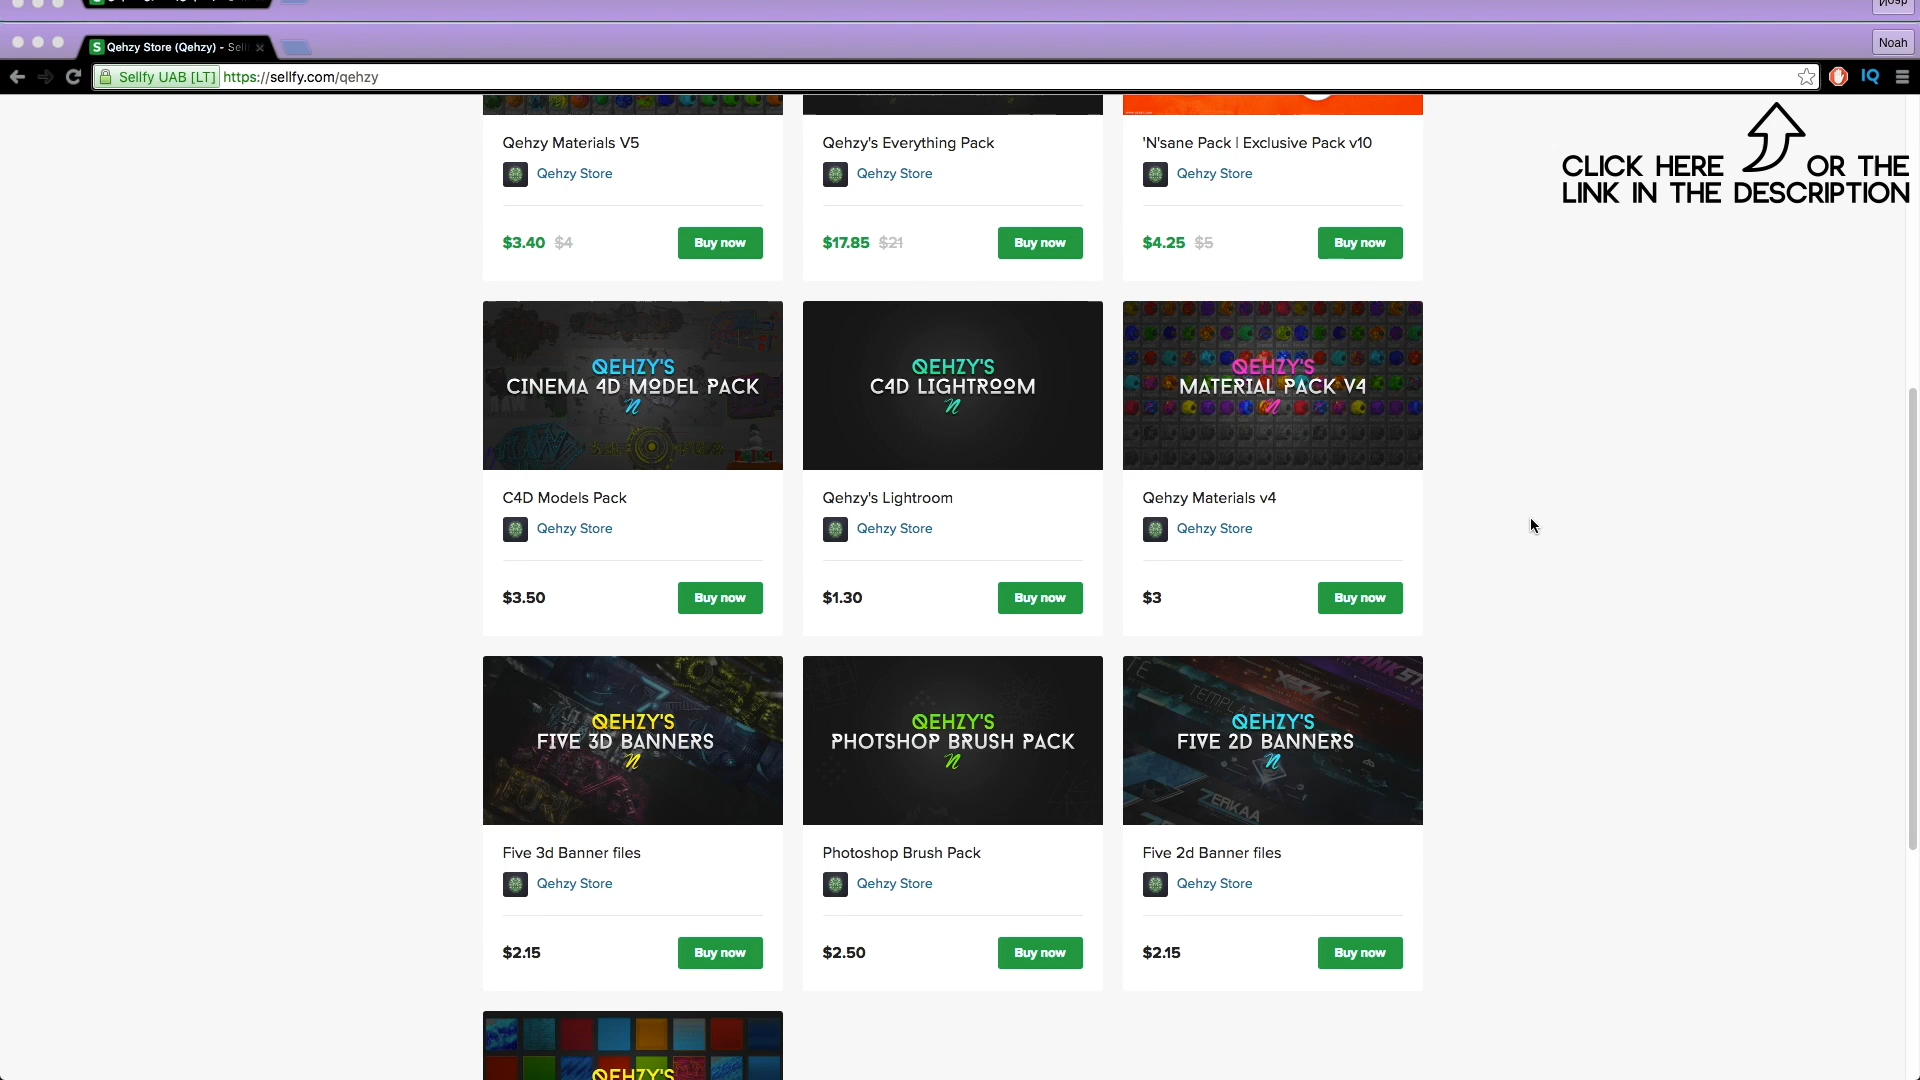 Noah
Qehzy Store (Qehzy) - Sell
Noah
Sellfy UAB [LT] https://sellfy.com/qehzy
IQ
CLICK HERE OR THE
LINK IN THE DESCRIPTION
Qehzy Materials V5
Qehzy Store
$3.40 $4 Buy now
Qehzy's Everything Pack
Qehzy Store
$17.85 $21 Buy now
'N'sane Pack | Exclusive Pack v10
Qehzy Store
$4.25 $5 Buy now
QEHZY'S
CINEMA 4D MODEL PACK
N
C4D Models Pack
Qehzy Store
$3.50 Buy now
QEHZY'S
C4D LIGHTROOM
N
Qehzy's Lightroom
Qehzy Store
$1.30 Buy now
QEHZY'S
MATERIAL PACK V4
N
Qehzy Materials v4
Qehzy Store
$3 Buy now
QEHZY'S
FIVE 3D BANNERS
N
Five 3d Banner files
Qehzy Store
$2.15 Buy now
QEHZY'S
PHOTSHOP BRUSH PACK
N
Photoshop Brush Pack
Qehzy Store
$2.50 Buy now
TEMPLA
QEHZY'S
FIVE 2D BANNERS
N
ZERKAA
Five 2d Banner files
Qehzy Store
$2.15 Buy now
QEHZY'S